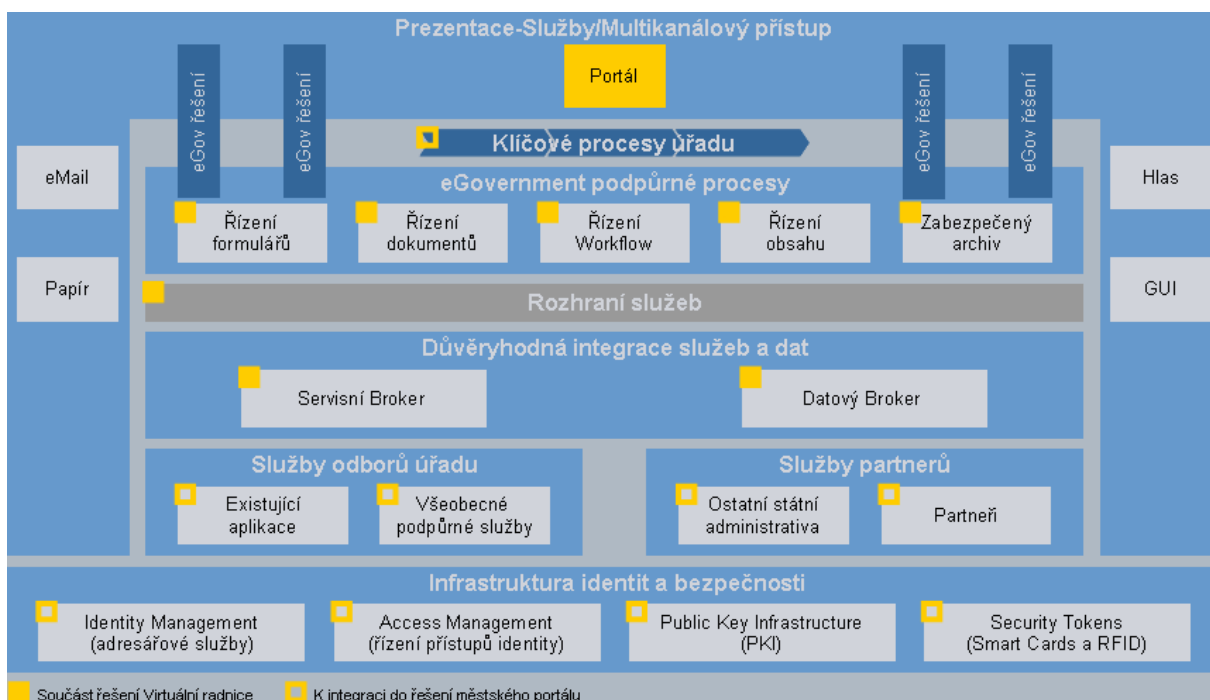 Prezentace-Služby/Multikanálový přístup
Portál
eGov řešení
eGov řešení
eGov řešení
eGov řešení
Klíčové procesy úřadu
eMail
Hlas
eGovernment podpůrné procesy
Řízení
formulářů
Řízení
dokumentů
Řízení
Workflow
Řízení
obsahu
Zabezpečený
archiv
Papír
GUI
Rozhraní služeb
Důvěryhodná integrace služeb a dat
Servisní Broker
Datový Broker
Služby odborů úřadu
Služby partnerů
Existující
aplikace
Všeobecné
podpůrné služby
Ostatní státní
administrativa
Partneři
Infrastruktura identit a bezpečnosti
Identity Management
(adresářové služby)
Access Management
(řízení přístupů identity)
Public Key Infrastructure
(PKI)
Security Tokens
(Smart Cards a RFID)
Součást řešení Virtuální radnice
K integraci do řešení městského portálu